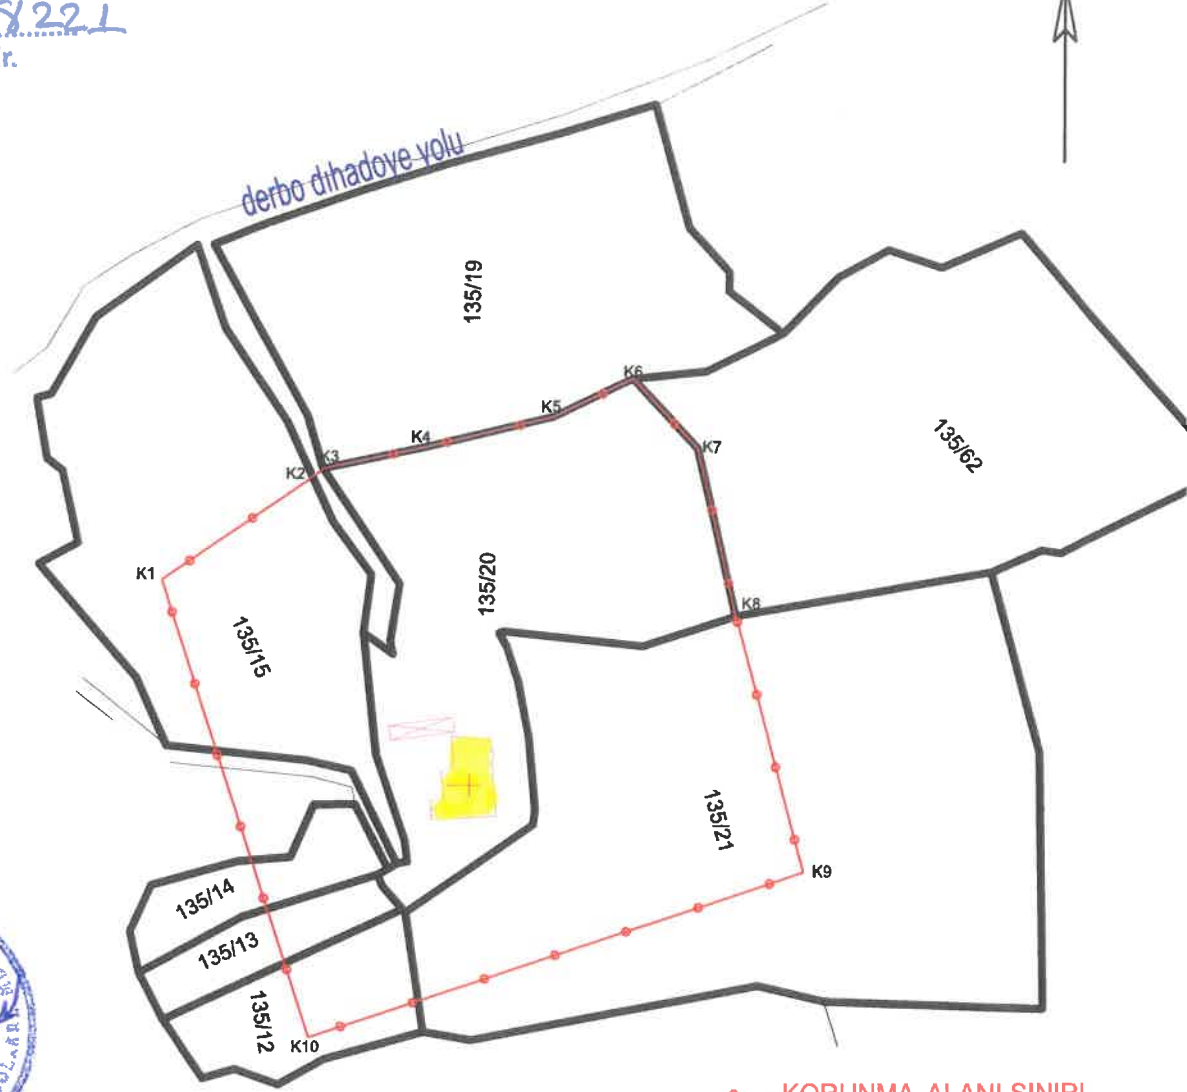 8221
r.
derbo dıhadoye yolu
135/19
K6
K5
K4
K7
K3
K2
135/62
K1
135/20
K8
135/15
135/21
K9
135/14
135/13
135/12
K10
KORUNMA ALANI SINIRI